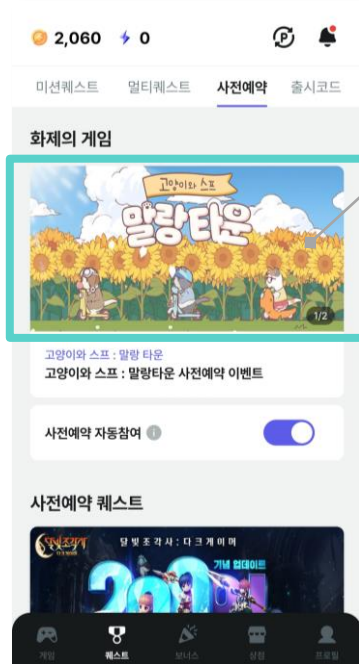 2,060 0
미션퀘스트 멀티퀘스트 사전예약 출시코드
화제의 게임
고양이와 스프
말랑타운
1/2
고양이와 스프 : 말랑 타운
고양이와 스프 : 말랑타운 사전예약 이벤트
사전예약 자동참여
사전예약 퀘스트
달빛조각사
달빛조각사: 다크게이머
기념 업데이트
게임 퀘스트 보너스 상점 프로필